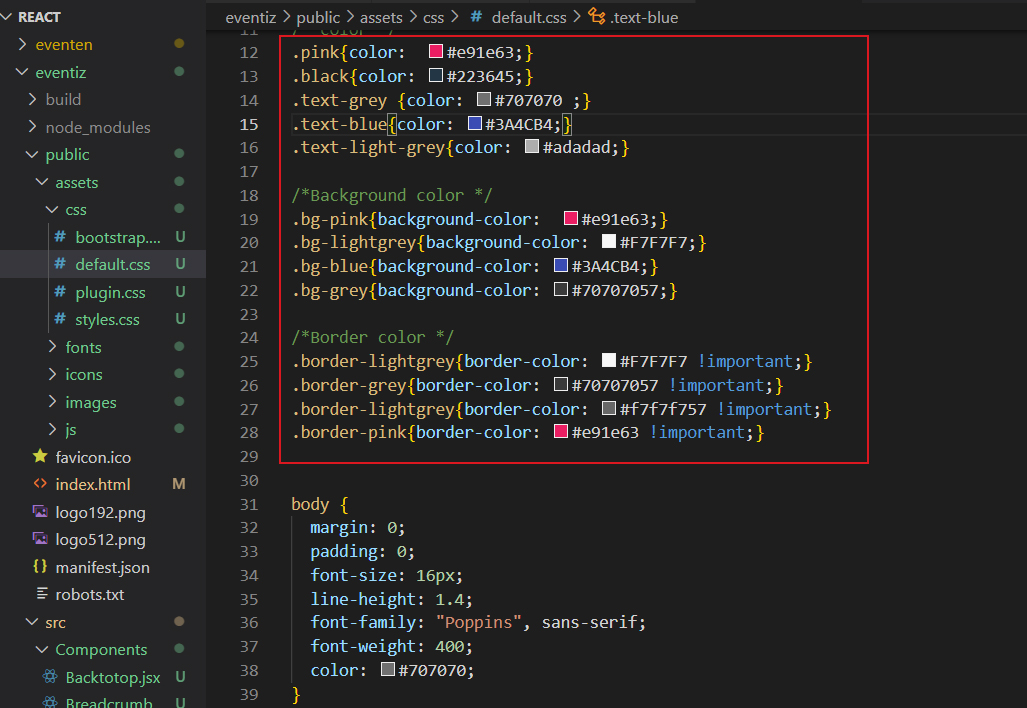 REACT
eventen
eventiz
build
node_modules
public
assets
css
bootstrap.... U
default.css U
plugin.css U
styles.css U
fonts
icons
images
js
favicon.ico
index.html M
logo192.png
logo512.png
manifest.json
robots.txt
src
Components
Backtotop.jsx U
Breadcrumb U
eventiz > public > assets > css > # default.css > .text-blue
12 .pink{color: #e91e63;}
13 .black{color: #223645;}
14 .text-grey {color: #707070 ;}
15 .text-blue{color: #3A4CB4;}
16 .text-light-grey{color: #adadad;}
17
18 /*Background color */
19 .bg-pink{background-color: #e91e63;}
20 .bg-lightgrey{background-color: #F7F7F7;}
21 .bg-blue{background-color: #3A4CB4;}
22 .bg-grey{background-color: #70707057;}
23
24 /*Border color */
25 .border-lightgrey{border-color: #F7F7F7 !important;}
26 .border-grey{border-color: #70707057 !important;}
27 .border-lightgrey{border-color: #f7f7f757 !important;}
28 .border-pink{border-color: #e91e63 !important;}
29
30
31 body {
32 margin: 0;
33 padding: 0;
34 font-size: 16px;
35 line-height: 1.4;
36 font-family: "Poppins", sans-serif;
37 font-weight: 400;
38 color: #707070;
39 }